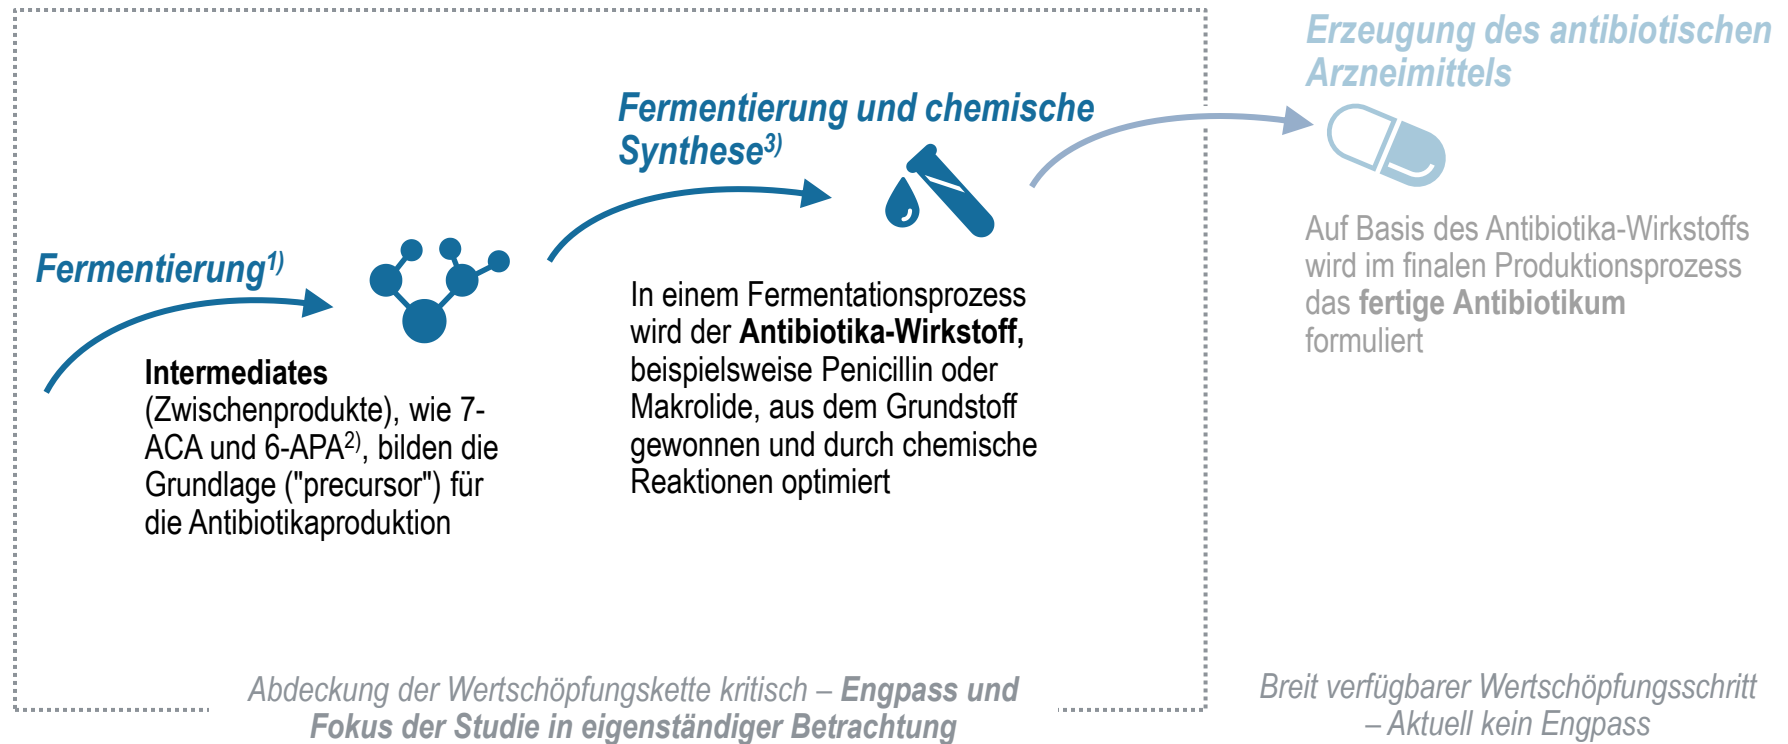 Fermentierung1)
Intermediates
(Zwischenprodukte), wie 7-
ACA und 6-APA2), bilden die
Grundlage ("precursor") für
die Antibiotikaproduktion
Fermentierung und chemische
Synthese3)
In einem Fermentationsprozess
wird der Antibiotika-Wirkstoff,
beispielsweise Penicillin oder
Makrolide, aus dem Grundstoff
gewonnen und durch chemische
Reaktionen optimiert
Erzeugung des antibiotischen
Arzneimittels
Auf Basis des Antibiotika-Wirkstoffs
wird im finalen Produktionsprozess
das fertige Antibiotikum
formuliert
Abdeckung der Wertschöpfungskette kritisch – Engpass und
Fokus der Studie in eigenständiger Betrachtung
Breit verfügbarer Wertschöpfungsschritt
– Aktuell kein Engpass